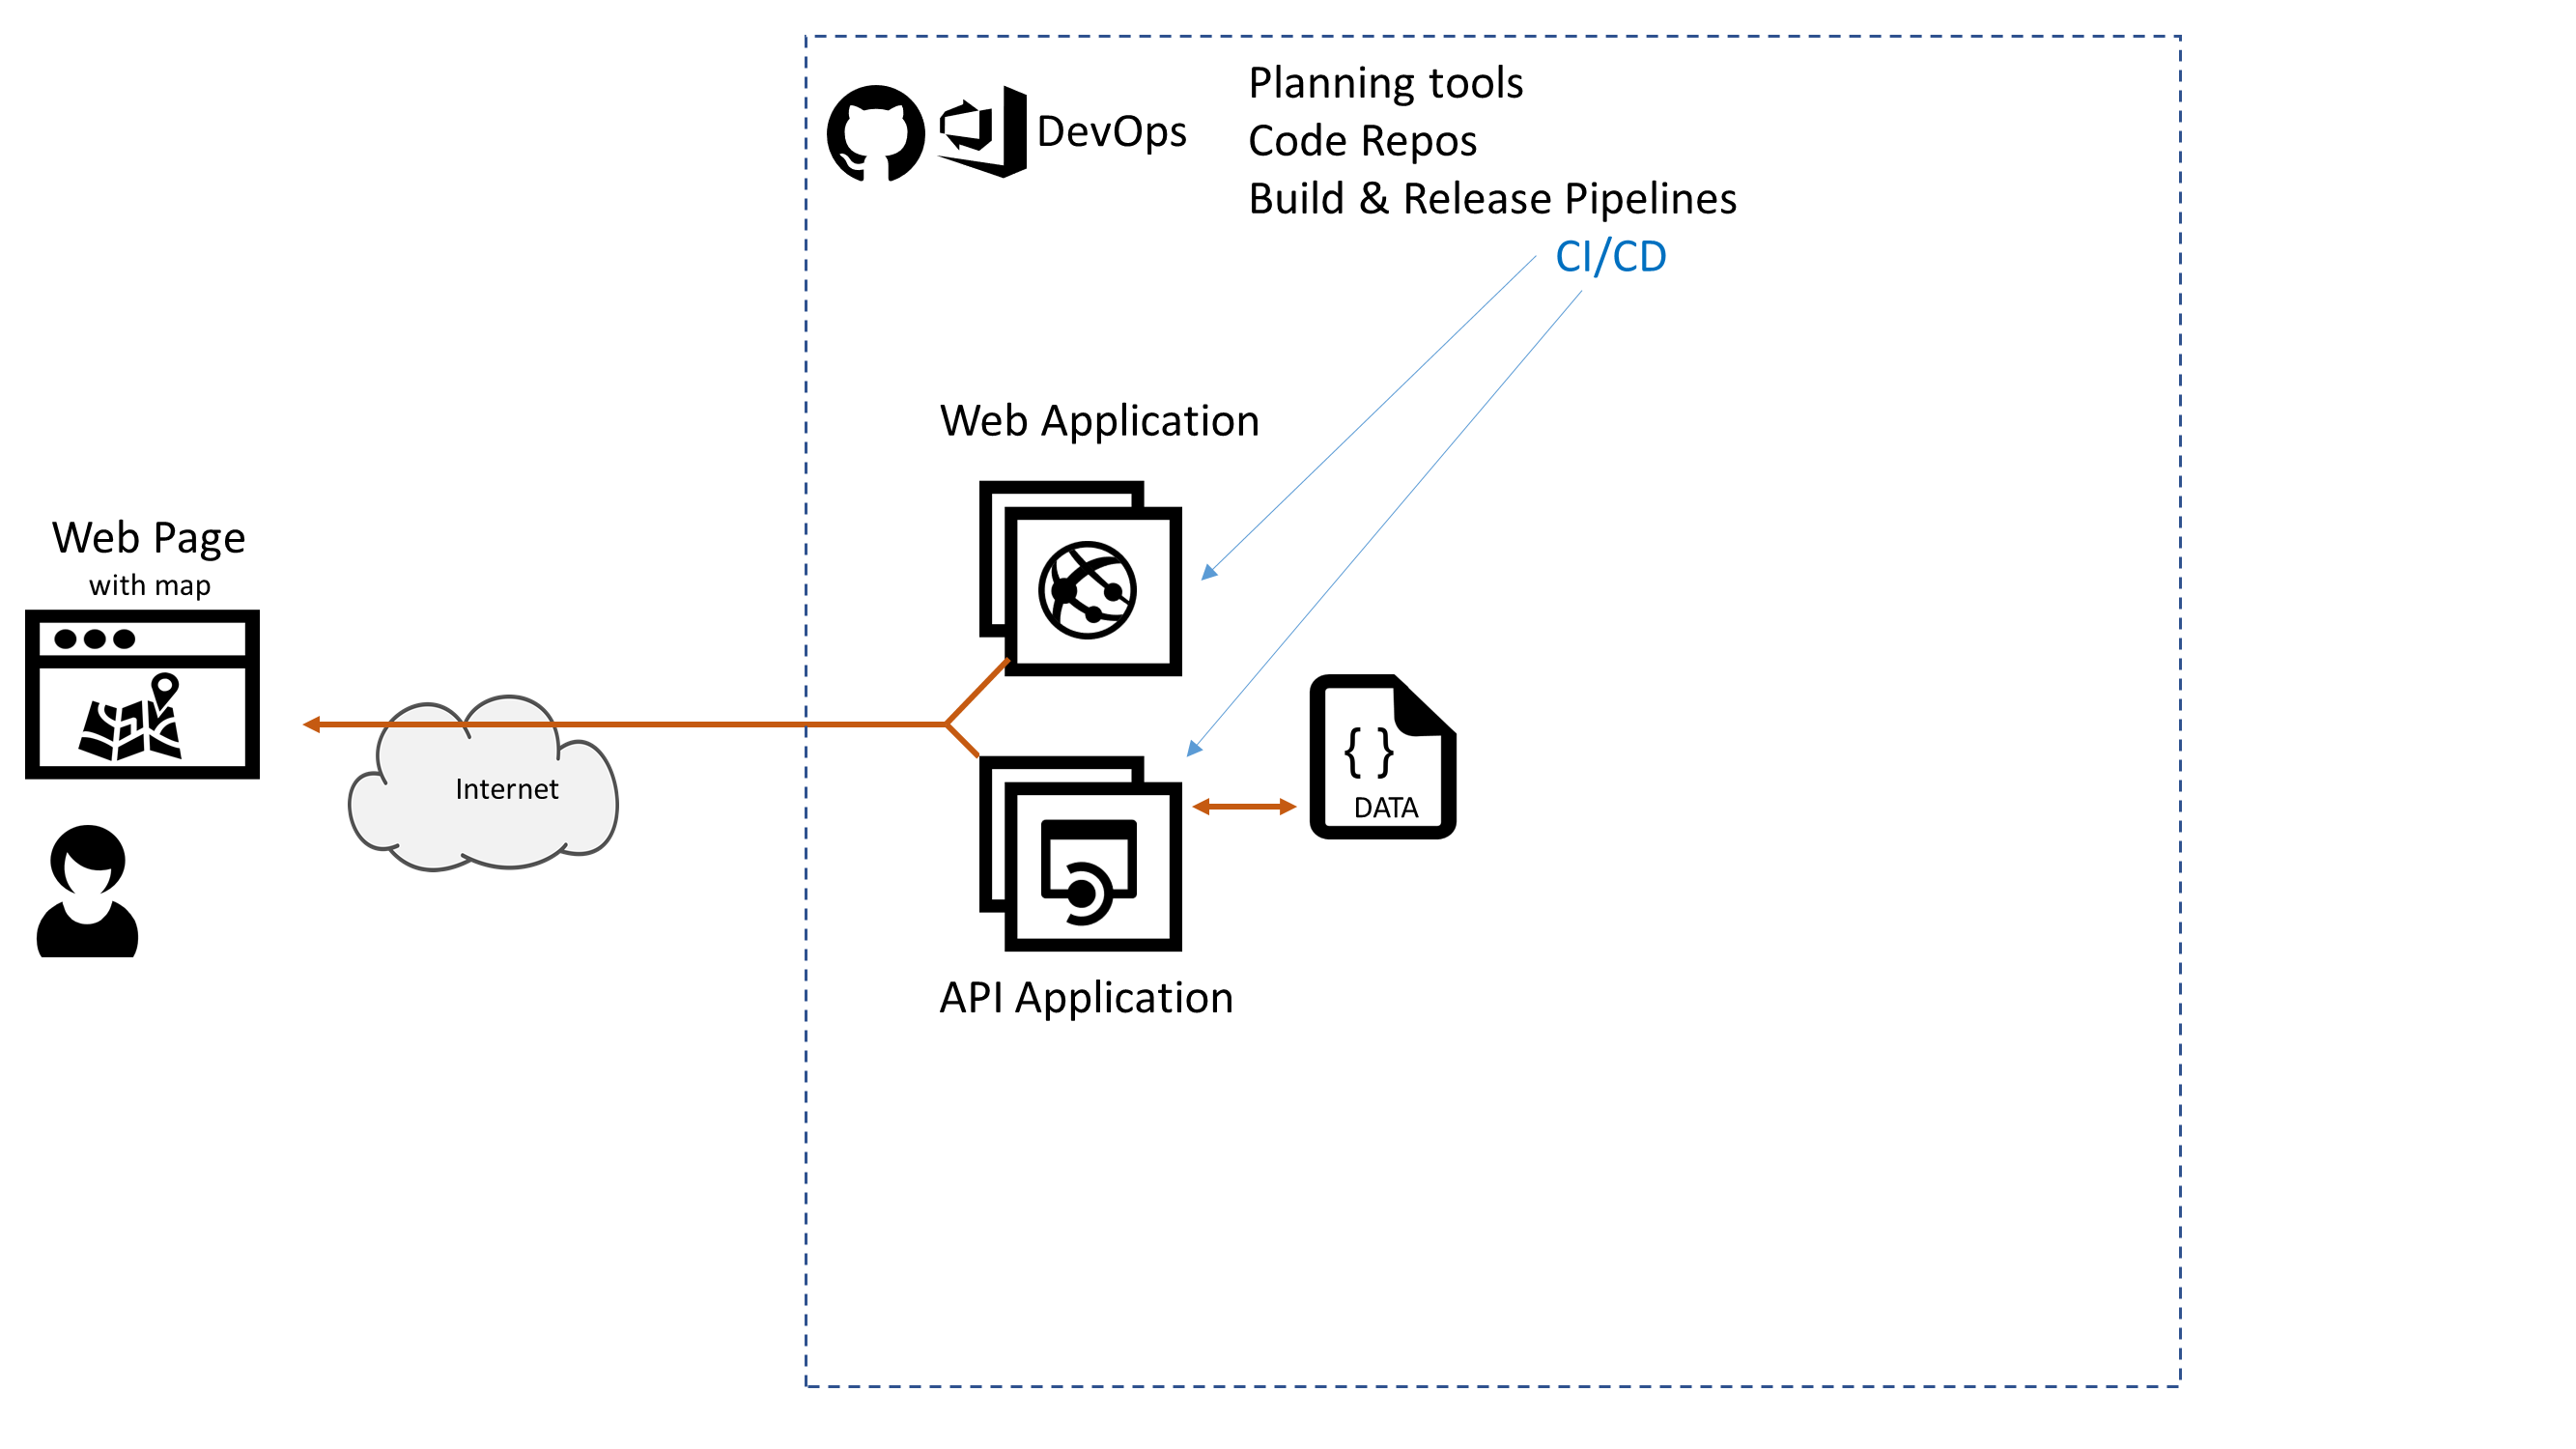 DevOps
Planning tools
Code Repos
Build & Release Pipelines
CI/CD
Web Application
Web Page
with map
Internet
{ }
DATA
API Application